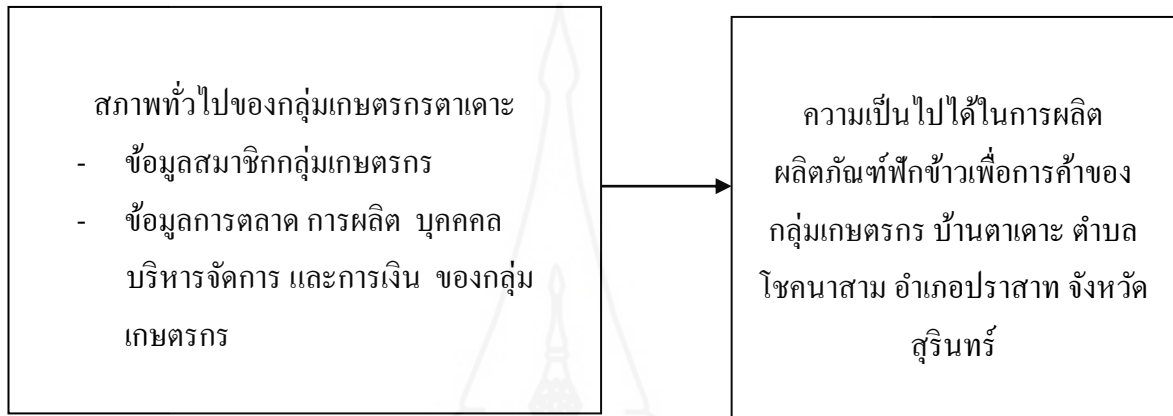 สภาพทั่วไปของกลุ่มเกษตรกรตาเดาะ
- ข้อมูลสมาชิกกลุ่มเกษตรกร
- ข้อมูลการตลาด การผลิต บุคคคล
บริหารจัดการ และการเงิน ของกลุ่ม
เกษตรกร
ความเป็นไปได้ในการผลิต
ผลิตภัณฑ์ฟักข้าวเพื่อการค้าของ
กลุ่มเกษตรกร บ้านตาเดาะ ตำบล
โชคนาสาม อำเภอปราสาท จังหวัด
สุรินทร์